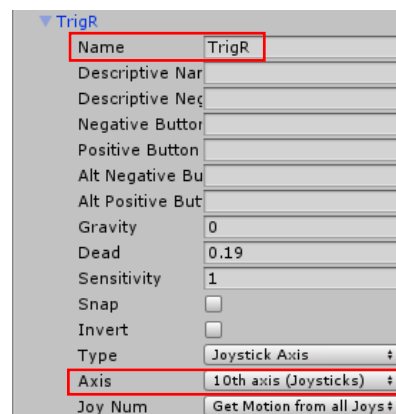 TrigR
Name TrigR
Descriptive Nar
Descriptive Neg
Negative Button
Positive Button
Alt Negative Bu
Alt Positive But
Gravity 0
Dead 0.19
Sensitivity 1
Snap
Invert
Type Joystick Axis
Axis 10th axis (Joysticks)
Joy Num Get Motion from all Joys